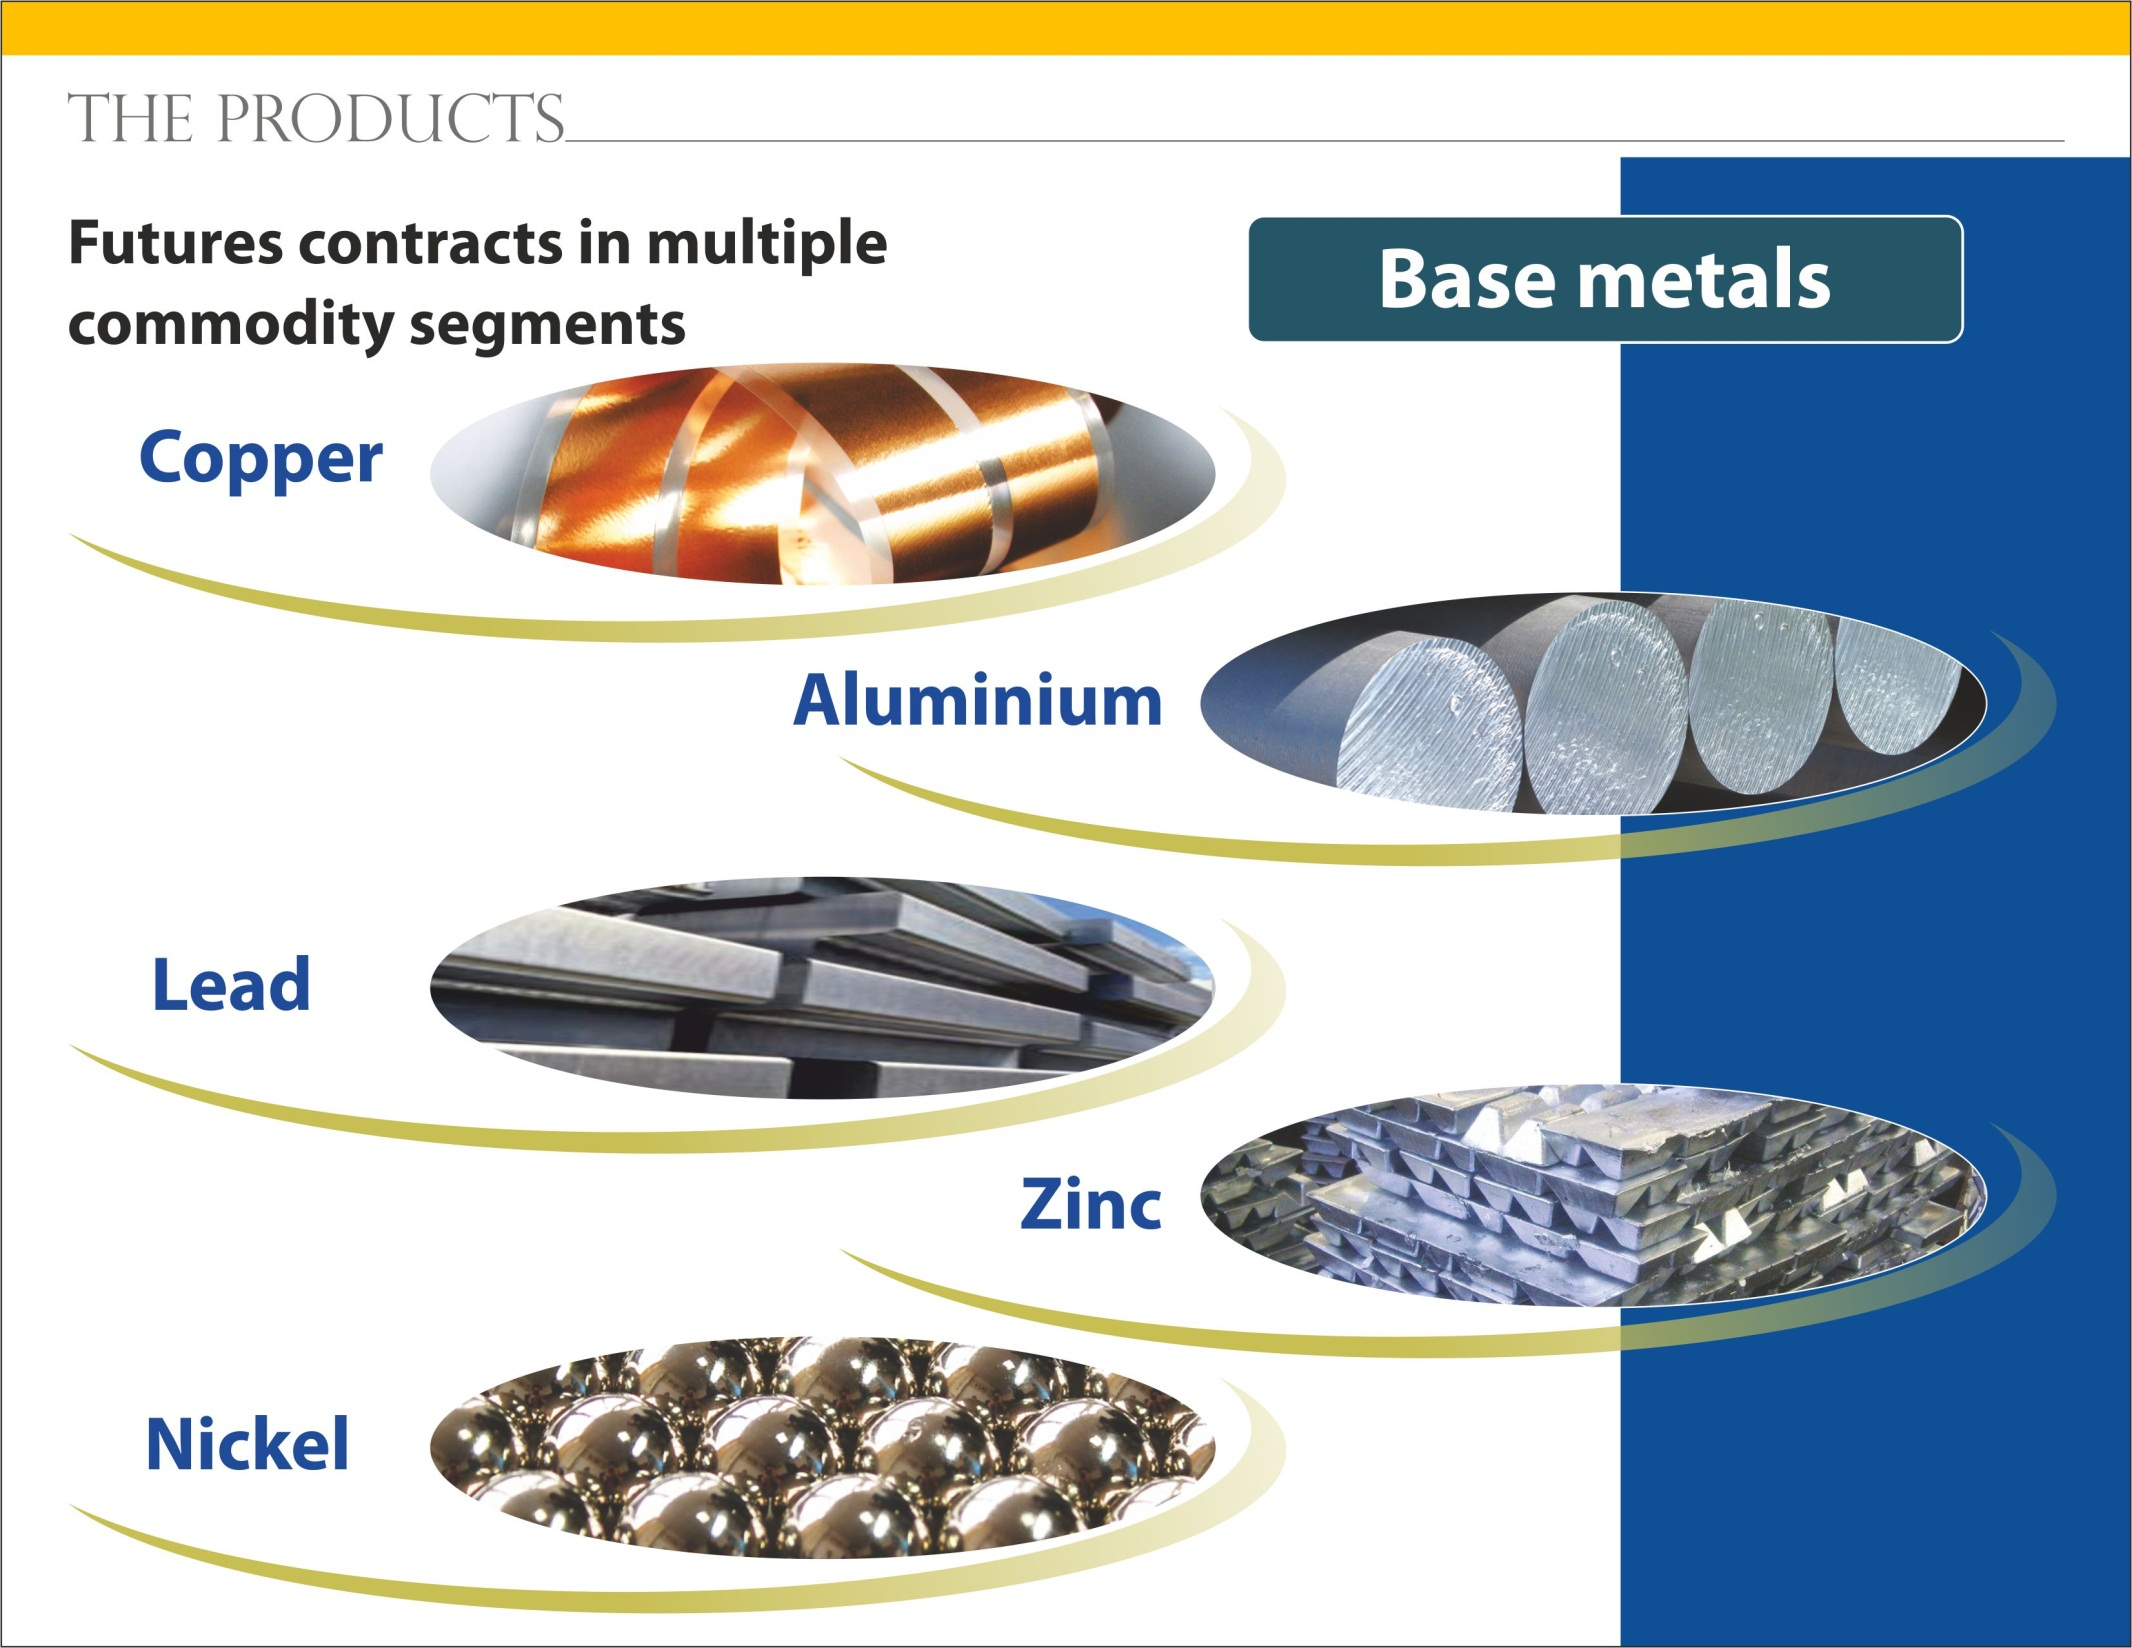 THE PRODUCTS
Futures contracts in multiple
commodity segments
Base metals
Copper
Aluminium
Lead
Zinc
Nickel